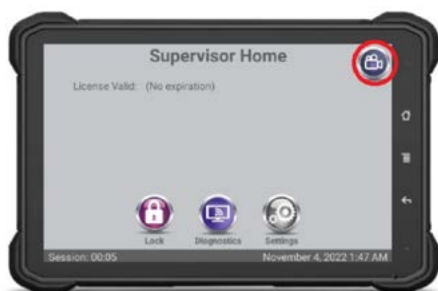 Supervisor Home
License Valid: (No expiration)
Lock
Diagnostics
Settings
Session: 00:05
November 4, 2022 1:47 AM